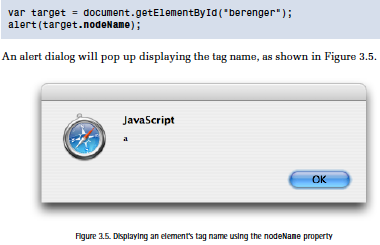 var target = document.getElementById("berenger");
alert(target.nodeName);
An alert dialog will pop up displaying the tag name, as shown in Figure 3.5.
JavaScript
a
OK
Figure 3.5. Displaying an element's tag name using the nodeName property